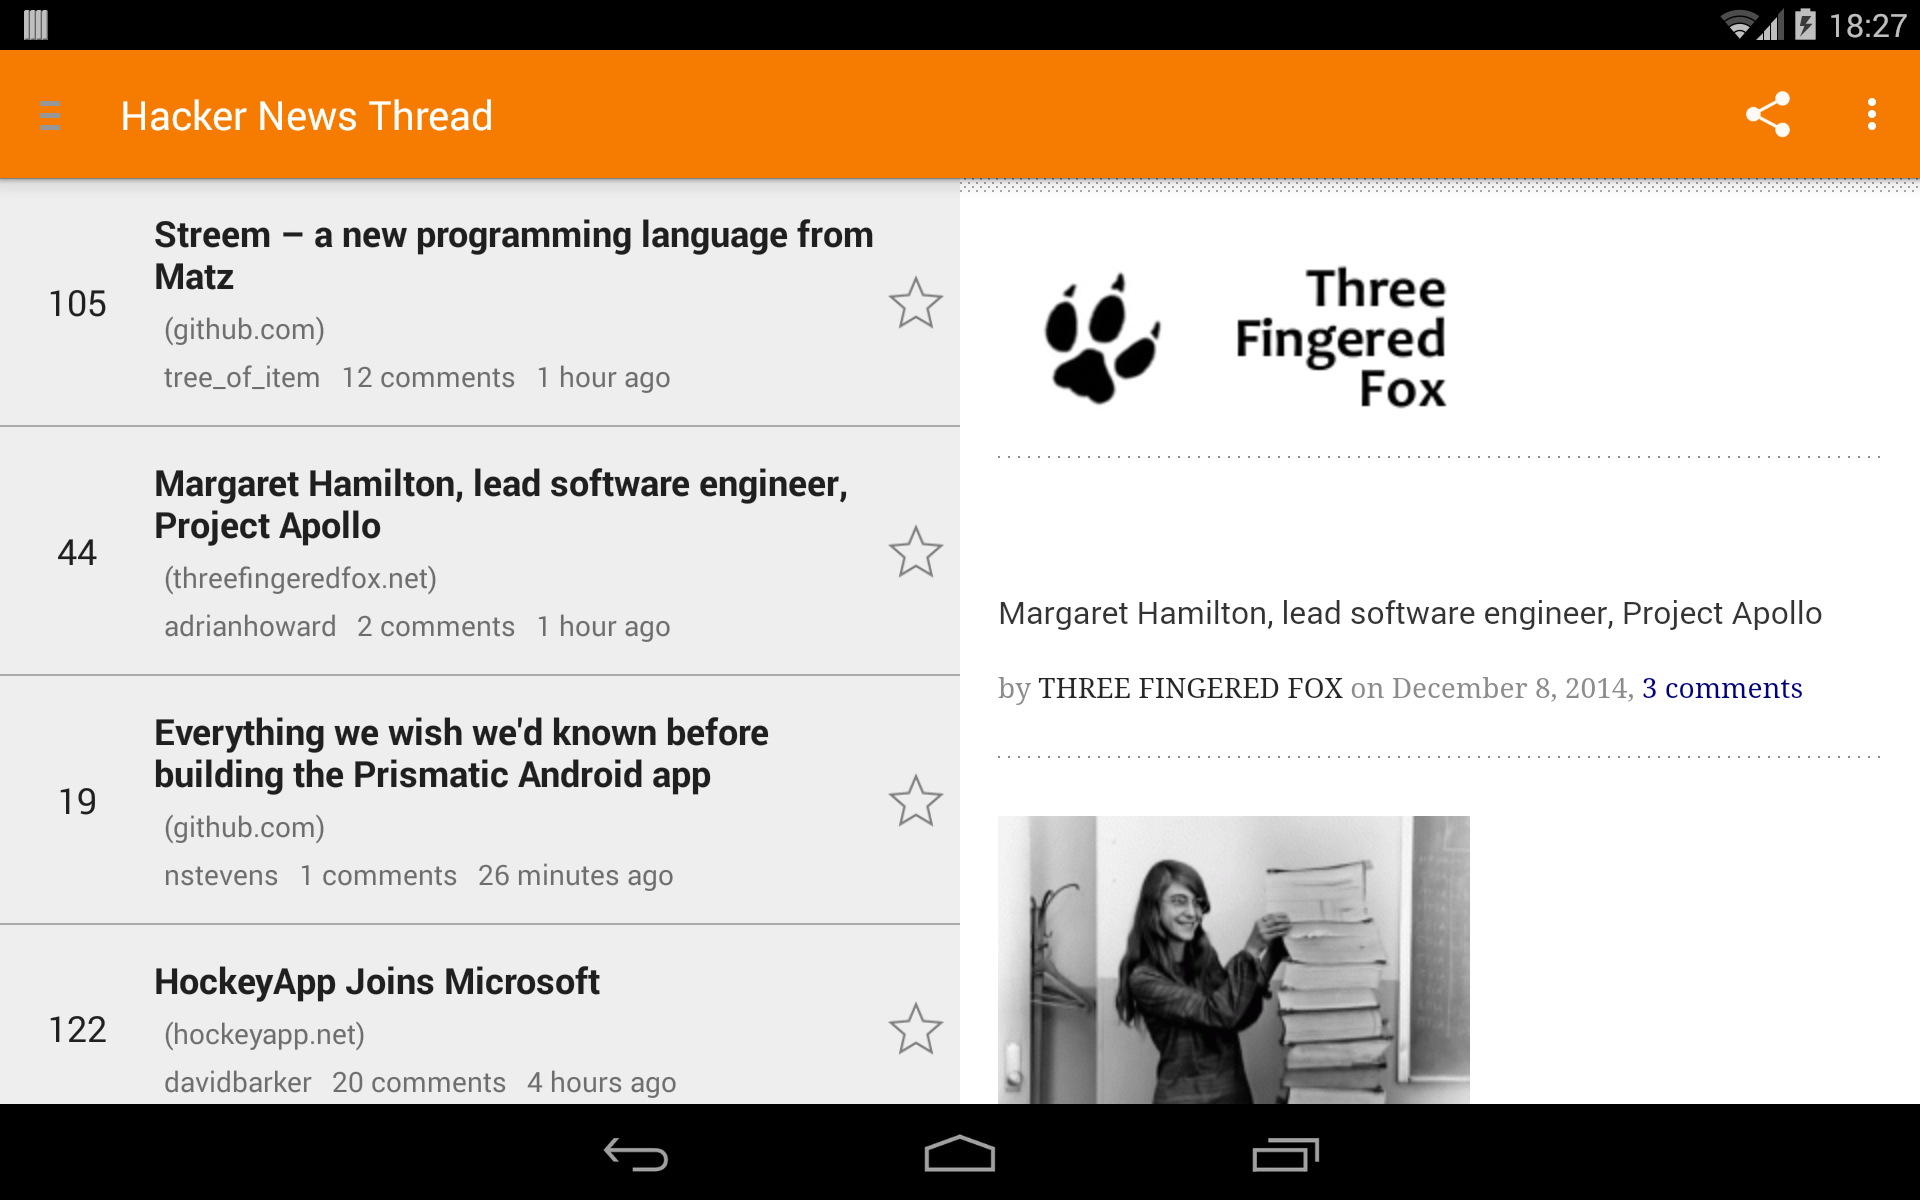 18:27
Hacker News Thread
105
Streem – a new programming language from
Matz
(github.com)
tree_of_item 12 comments 1 hour ago
44
Margaret Hamilton, lead software engineer,
Project Apollo
(threefingeredfox.net)
adrianhoward 2 comments 1 hour ago
19
Everything we wish we'd known before
building the Prismatic Android app
(github.com)
nstevens 1 comments 26 minutes ago
122
HockeyApp Joins Microsoft
(hockeyapp.net)
davidbarker 20 comments 4 hours ago
Three
Fingered
Fox
Margaret Hamilton, lead software engineer, Project Apollo
by THREE FINGERED FOX on December 8, 2014, 3 comments